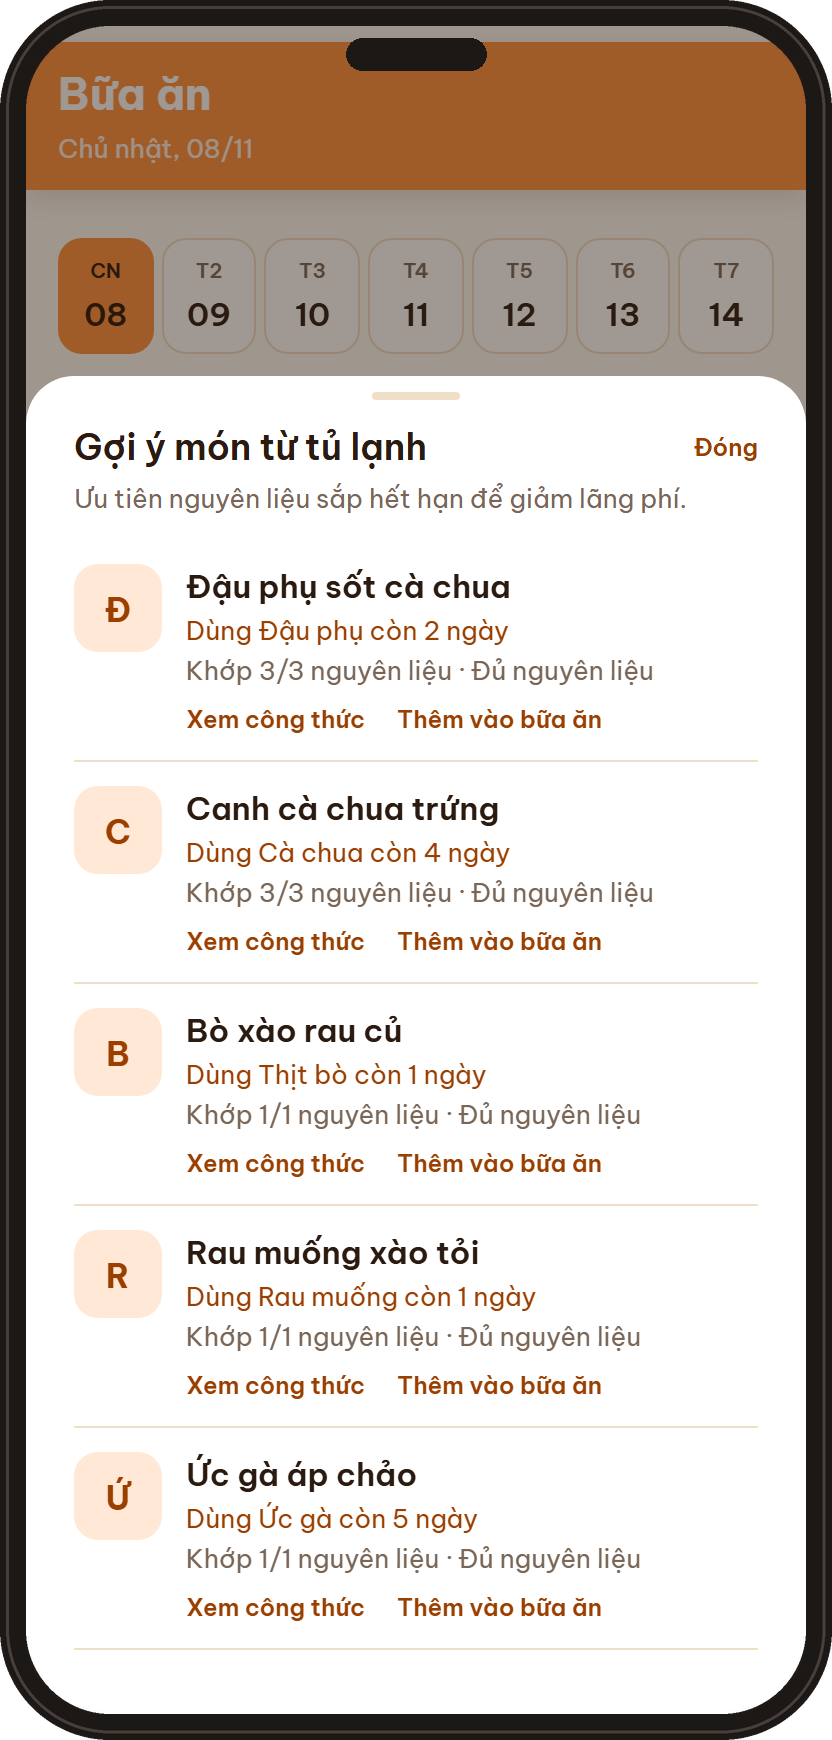 Bữa ăn
Chủ nhật, 08/11
CN T2 T3 T4 T5 T6 T7
08 09 10 11 12 13 14
Gợi ý món từ tủ lạnh Đóng
Ưu tiên nguyên liệu sắp hết hạn để giảm lãng phí.
Đ
Đậu phụ sốt cà chua
Dùng Đậu phụ còn 2 ngày
Khớp 3/3 nguyên liệu · Đủ nguyên liệu
Xem công thức Thêm vào bữa ăn
C
Canh cà chua trứng
Dùng Cà chua còn 4 ngày
Khớp 3/3 nguyên liệu · Đủ nguyên liệu
Xem công thức Thêm vào bữa ăn
B
Bò xào rau củ
Dùng Thịt bò còn 1 ngày
Khớp 1/1 nguyên liệu · Đủ nguyên liệu
Xem công thức Thêm vào bữa ăn
R
Rau muống xào tỏi
Dùng Rau muống còn 1 ngày
Khớp 1/1 nguyên liệu · Đủ nguyên liệu
Xem công thức Thêm vào bữa ăn
Ứ
Ức gà áp chảo
Dùng Ức gà còn 5 ngày
Khớp 1/1 nguyên liệu · Đủ nguyên liệu
Xem công thức Thêm vào bữa ăn